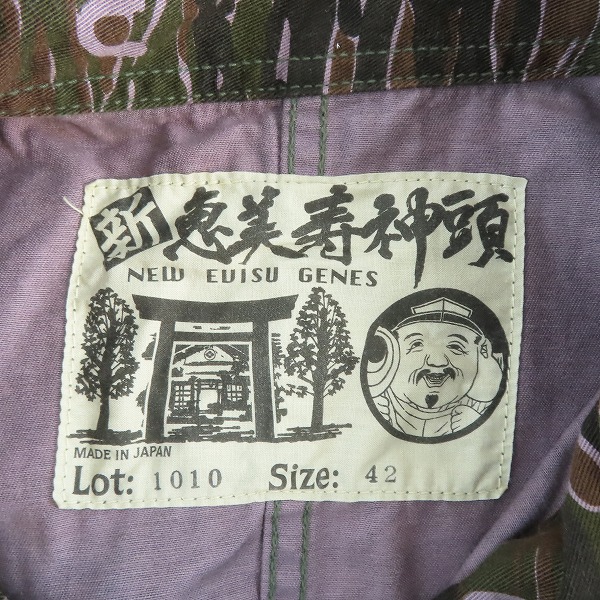 新 恵美寿神頭
NEW EVISU GENES
MADE IN JAPAN
Lot: 1010 Size: 42